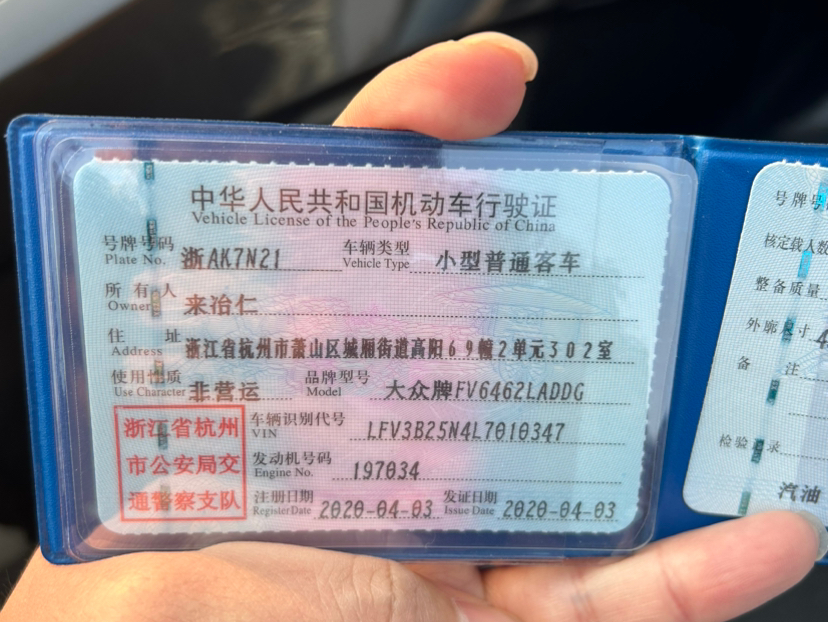 中华人民共和国机动车行驶证
Vehicle License of the People's Republic of China
号牌号码 Plate No. 浙AK7N21 车辆类型 Vehicle Type 小型普通客车
所有人 Owner 来冶仁
住址 Address 浙江省杭州市萧山区城厢街道高阳69幢2单元302室
使用性质 Use Character 非营运 品牌型号 Model 大众牌FV6462LADDG
浙江省杭州
市公安局交
通警察支队
车辆识别代号 VIN LFV3B25N4L7010347
发动机号码 Engine No. 197034
注册日期 Register Date 2020-04-03 发证日期 Issue Date 2020-04-03
号牌号
核定载人数
整备质量
外廓尺寸 4
备注
检验记录
汽油